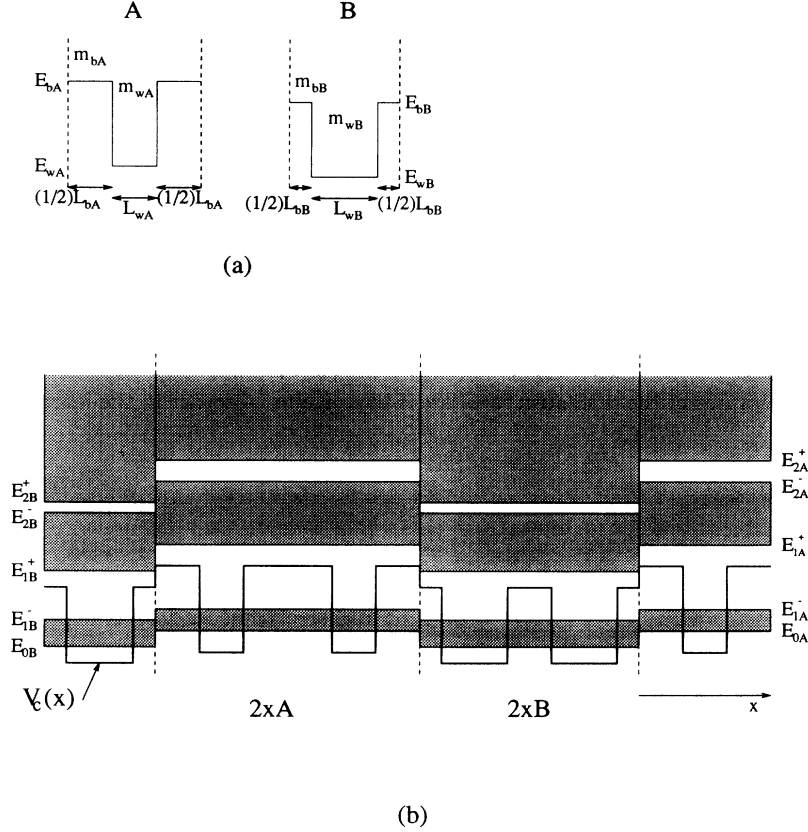 A B
m_bA
E_bA m_wA
m_bB
E_bB
m_wB
E_wA
E_wB
(1/2)L_bA L_wA (1/2)L_bA
(1/2)L_bB L_wB (1/2)L_bB
(a)
E_2A^+
E_2B^+
E_2A^-
E_2B^-
E_1A^+
E_1B^+
E_1B^- E_1A^-
E_0B E_0A
V_c(x) 2xA 2xB x
(b)